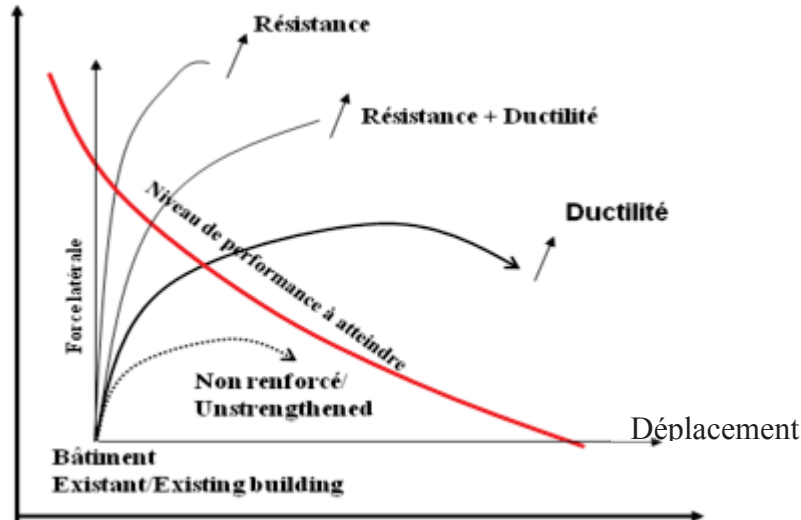 Résistance
Résistance + Ductilité
Ductilité
Niveau de performance à atteindre
Force latérale
Non renforcé/
Unstrengthened
Déplacement
Bâtiment
Existant/Existing building